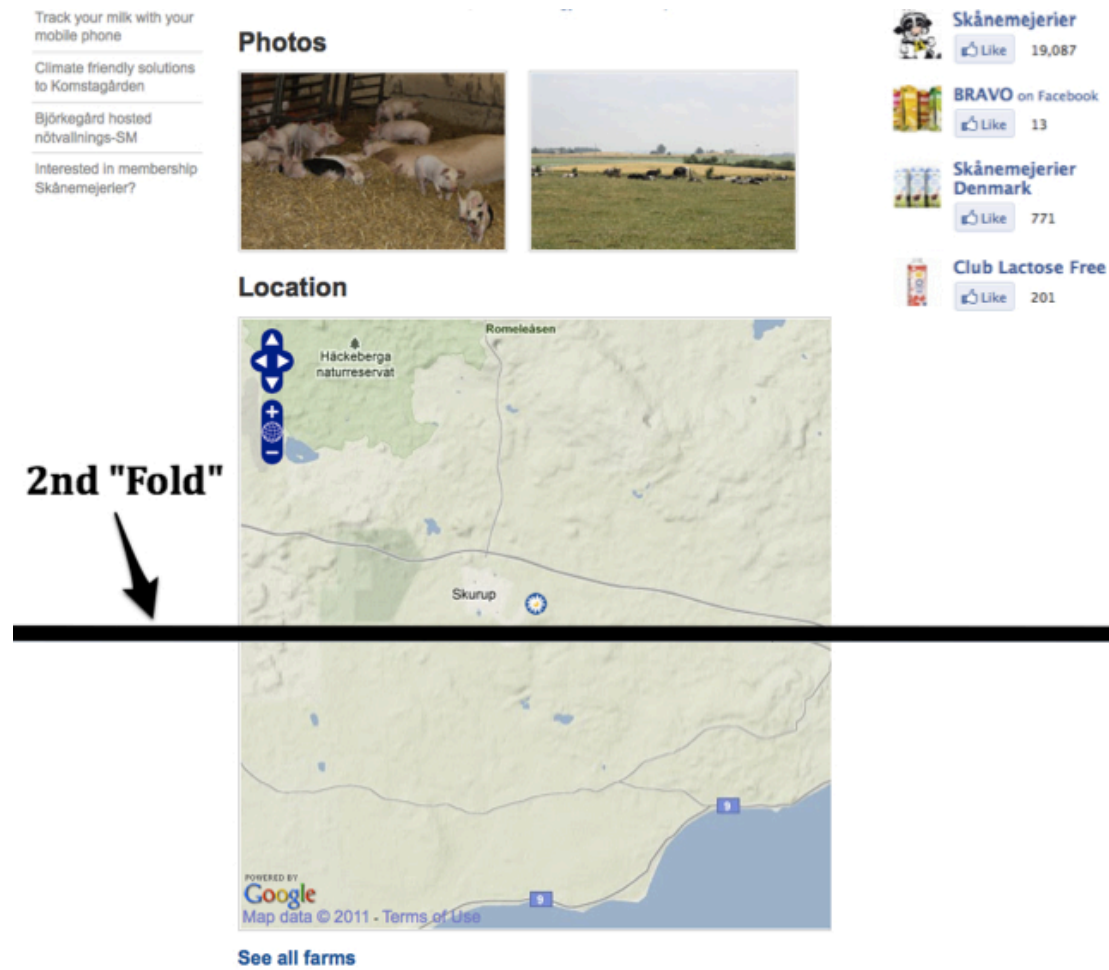 Track your milk with your
mobile phone
Climate friendly solutions
to Komstagården
Björkegård hosted
nötvallnings-SM
Interested in membership
Skånemejerier?
Photos
Location
Romeleåsen
Häckeberga
naturreservat
Skurup
9
9
POWERED BY
Google
Map data © 2011 - Terms of Use
See all farms
2nd "Fold"
Skånemejerier
Like 19,087
BRAVO on Facebook
Like 13
Skånemejerier
Denmark
Like 771
Club Lactose Free
Like 201